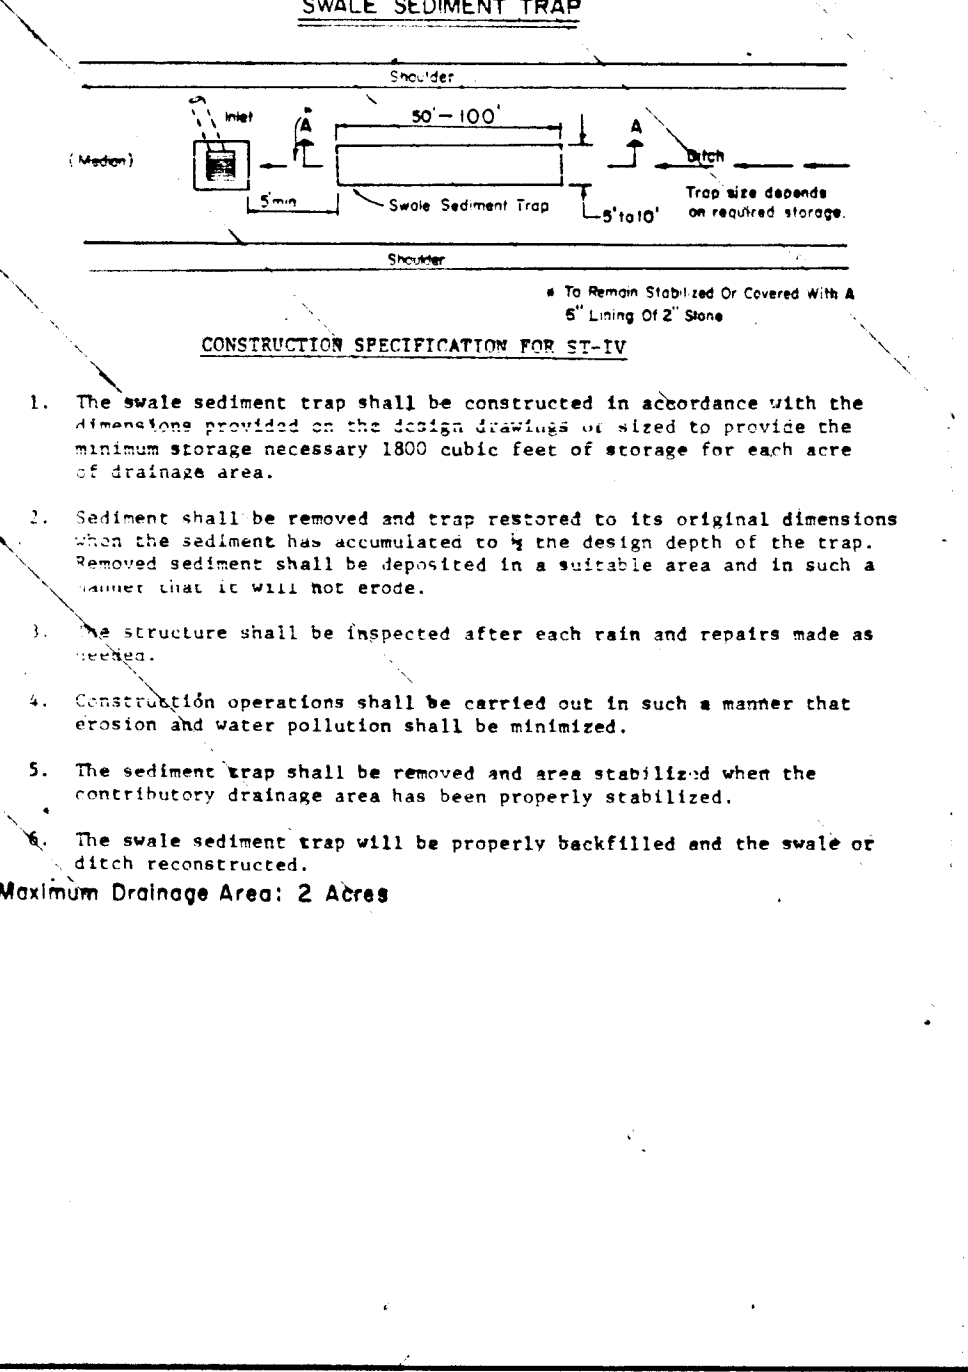 SWALE SEDIMENT TRAP
Shoulder
Inlet
*
A
50'-100'
A
(Median)
Ditch
5'min
Swale Sediment Trap
5'to10'
Trap size depends
on required storage.
Shoulder
* To Remain Stabilized Or Covered With A
Lining Of 2" Stone
CONSTRUCTION SPECIFICATION FOR ST-IV
1. The swale sediment trap shall be constructed in accordance with the
dimensions provided on the design drawings or sized to provide the
minimum storage necessary 1800 cubic feet of storage for each acre
of drainage area.
2. Sediment shall be removed and trap restored to its original dimensions
when the sediment has accumulated to the design depth of the trap.
Removed sediment shall be deposited in a suitable area and in such a
manner that it will not erode.
3. The structure shall be inspected after each rain and repairs made as
needed.
4. Construction operations shall be carried out in such a manner that
erosion and water pollution shall be minimized.
5. The sediment trap shall be removed and area stabilized when the
contributory drainage area has been properly stabilized.
6. The swale sediment trap will be properly backfilled and the swale or
ditch reconstructed.
Maximum Drainage Area: 2 Acres